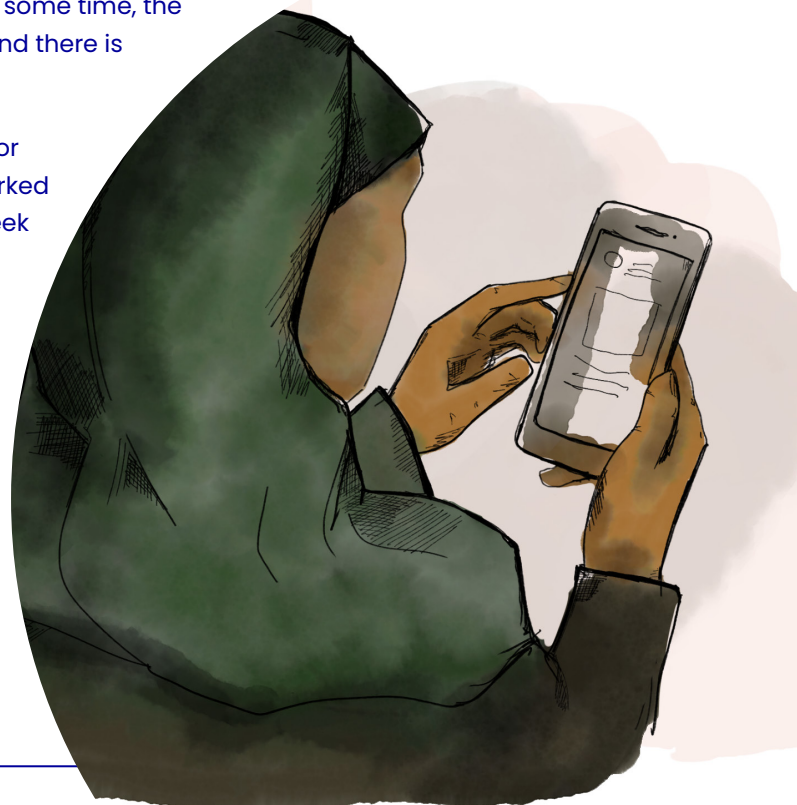 some time, the
nd there is
or
rked
eek